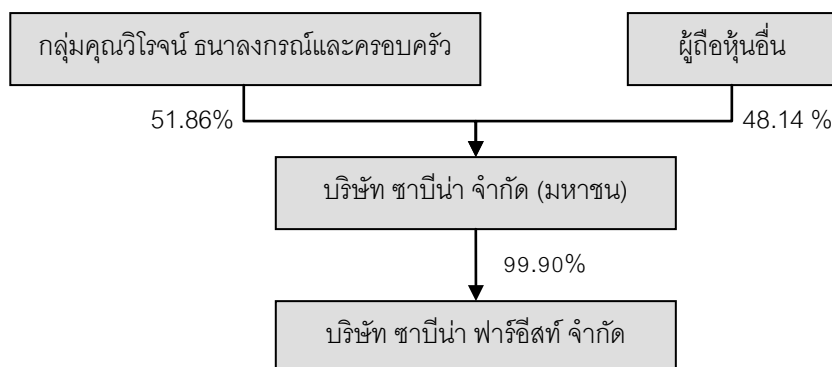 กลุ่มคุณวิโรจน์ ธนาลงกรณ์และครอบครัว
ผู้ถือหุ้นอื่น
51.86%
48.14 %
บริษัท ซาบีน่า จำกัด (มหาชน)
99.90%
บริษัท ซาบีน่า ฟาร์อีสท์ จำกัด